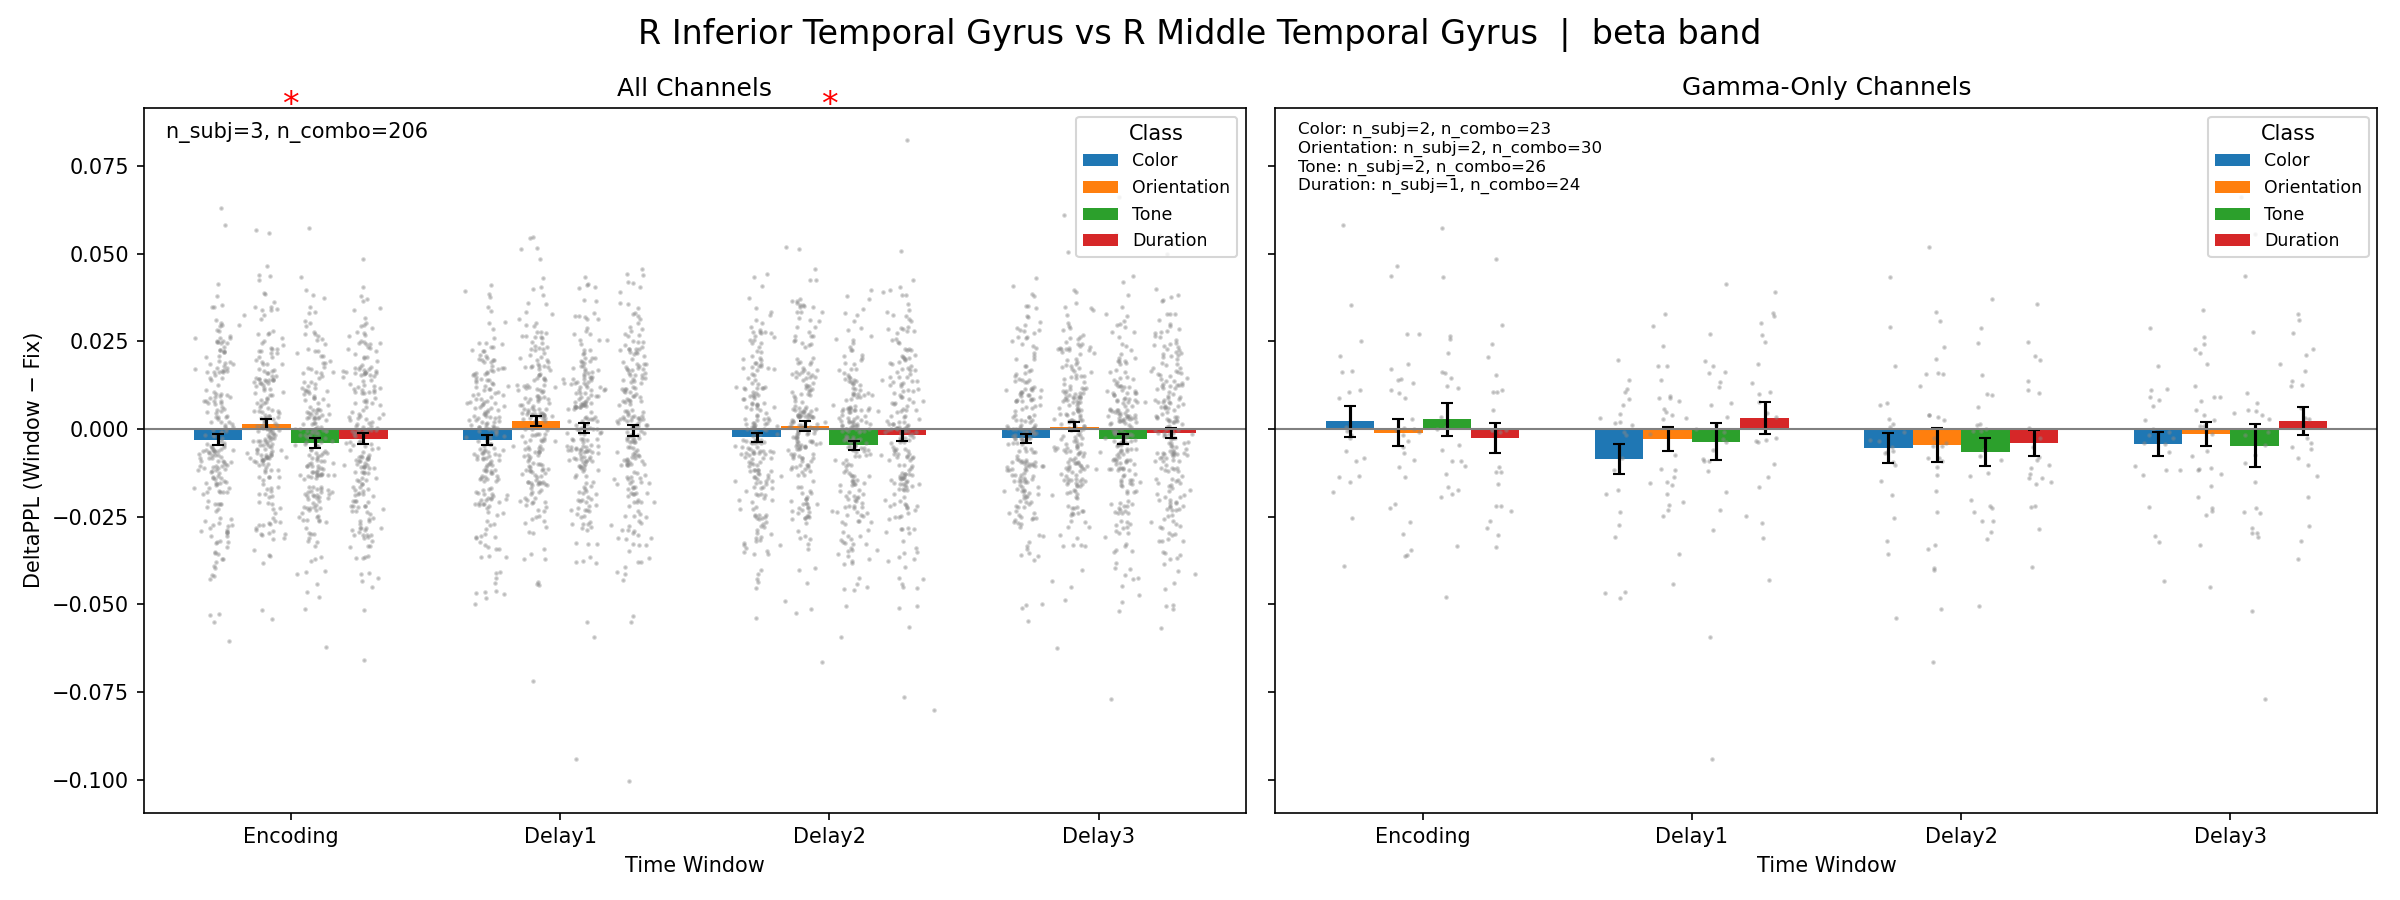 R Inferior Temporal Gyrus vs R Middle Temporal Gyrus | beta band
All Channels
*
*
n_subj=3, n_combo=206
Class
Color
Orientation
Tone
Duration
0.075
0.050
0.025
0.000
−0.025
−0.050
−0.075
−0.100
DeltaPPL (Window − Fix)
Encoding
Delay1
Delay2
Delay3
Time Window
Gamma-Only Channels
Color: n_subj=2, n_combo=23
Orientation: n_subj=2, n_combo=30
Tone: n_subj=2, n_combo=26
Duration: n_subj=1, n_combo=24
Class
Color
Orientation
Tone
Duration
Encoding
Delay1
Delay2
Delay3
Time Window